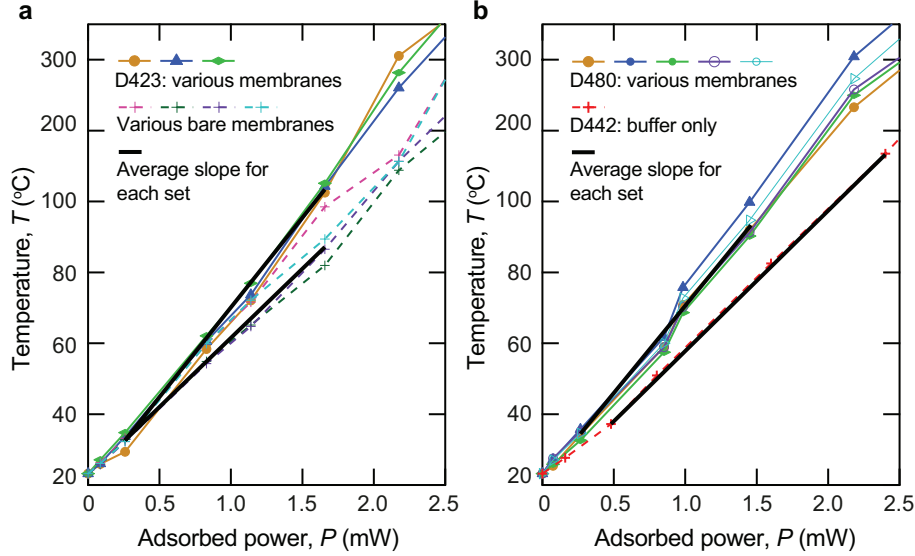 a
300
200
100
80
60
40
20
Temperature, T (°C)
D423: various membranes
Various bare membranes
Average slope for
each set
0
0.5
1.0
1.5
2.0
2.5
Adsorbed power, P (mW)
b
300
200
100
80
60
40
20
Temperature, T (°C)
D480: various membranes
D442: buffer only
Average slope for
each set
0
0.5
1.0
1.5
2.0
2.5
Adsorbed power, P (mW)